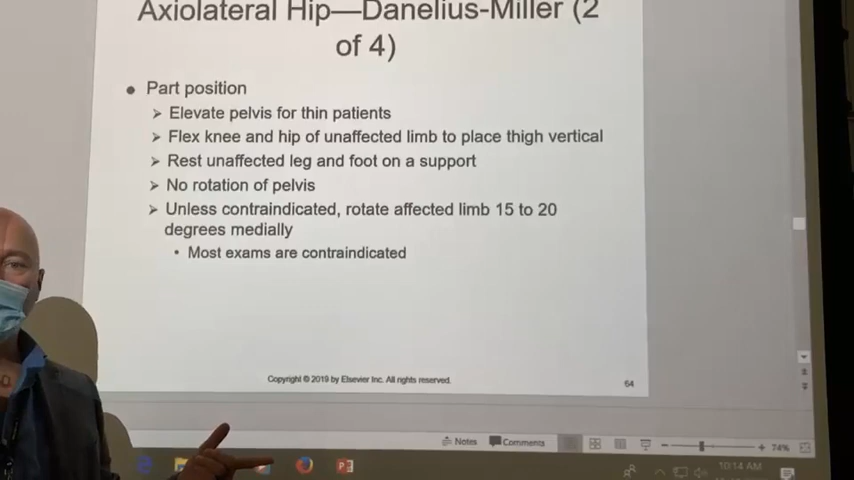 Axiolateral Hip—Danelius-Miller (2
of 4)
• Part position
➢ Elevate pelvis for thin patients
➢ Flex knee and hip of unaffected limb to place thigh vertical
➢ Rest unaffected leg and foot on a support
➢ No rotation of pelvis
➢ Unless contraindicated, rotate affected limb 15 to 20
degrees medially
• Most exams are contraindicated
Copyright © 2019 by Elsevier Inc. All rights reserved.
64
Notes
Comments
74%
10:14 AM